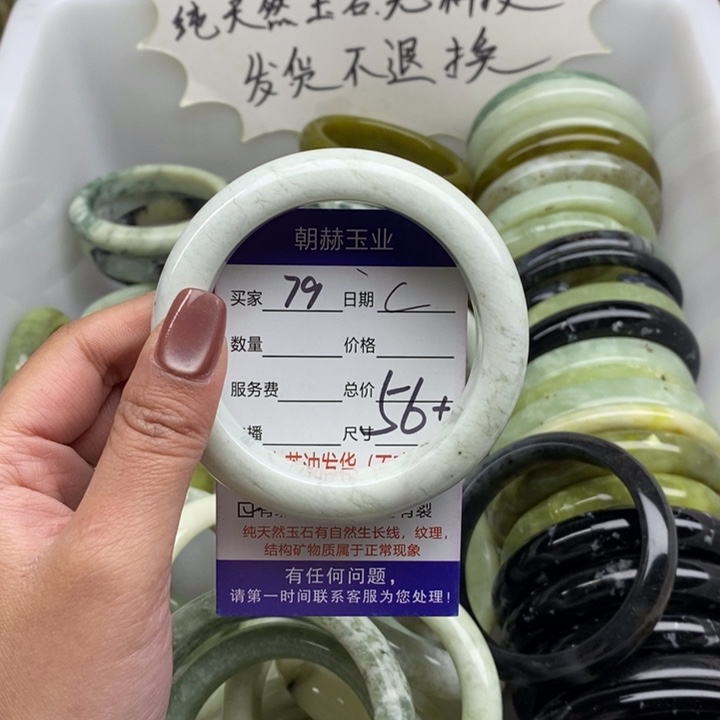 纯天然玉石
发货不退换
朝赫玉业
买家 79 日期 C
数量 价格
服务费 总价
播 尺寸 56+
发货
纯天然玉石有自然生长线，纹理，
结构矿物质属于正常现象
有任何问题，
请第一时间联系客服为您处理！